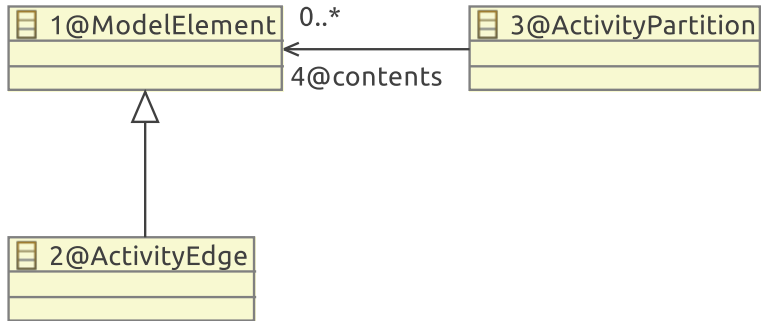 1@ModelElement
0..*
3@ActivityPartition
4@contents
2@ActivityEdge